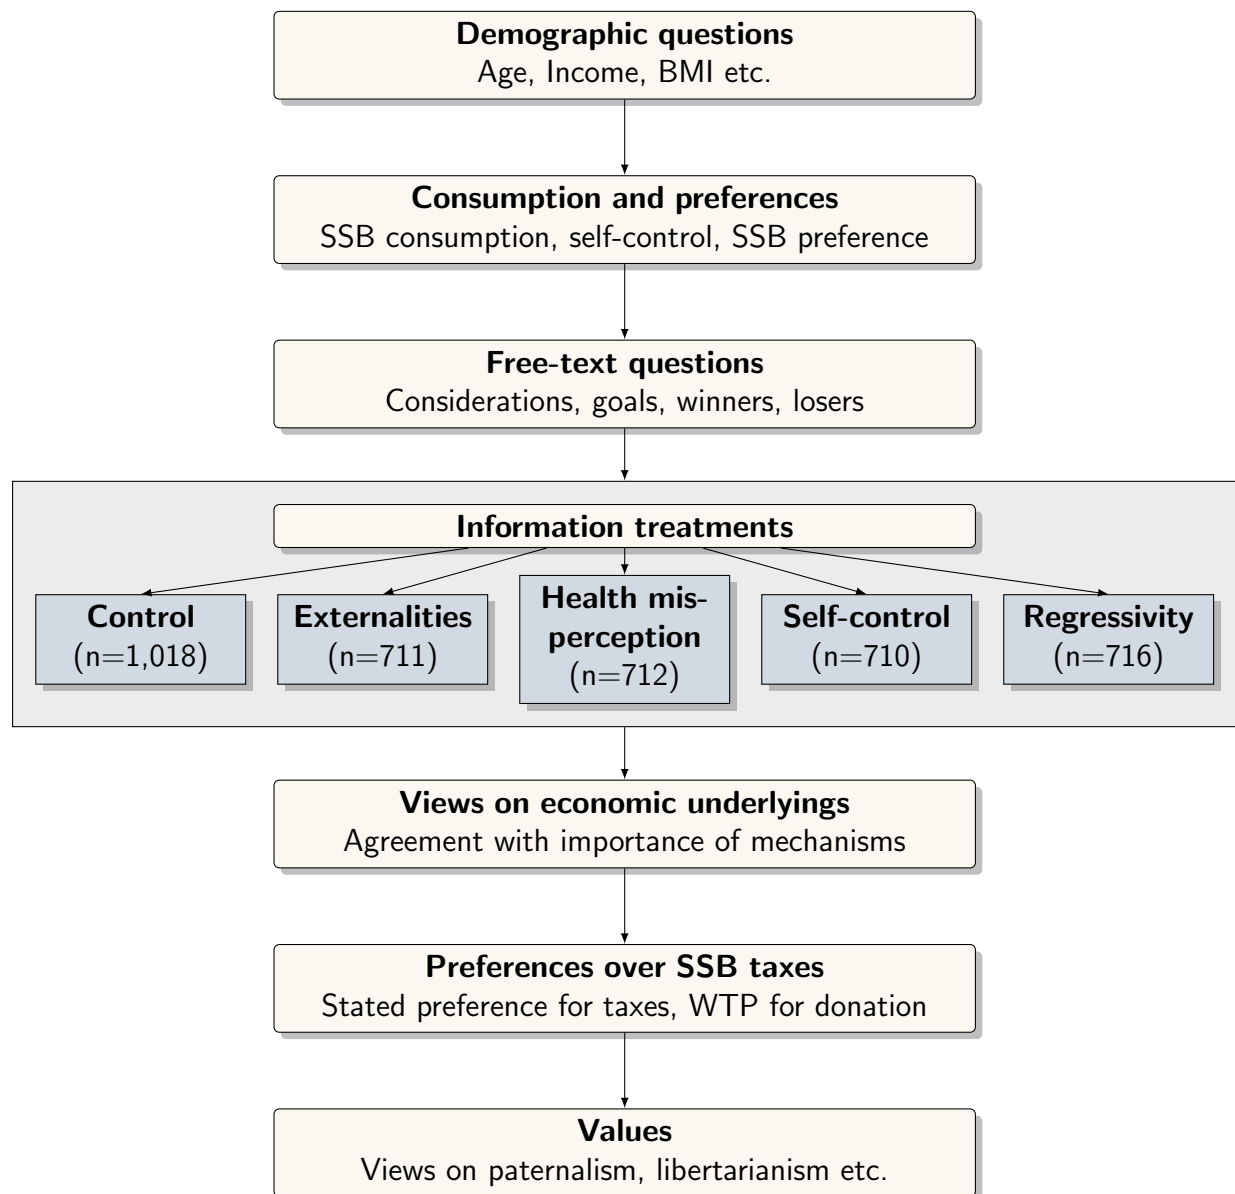 Demographic questions
Age, Income, BMI etc.
Consumption and preferences
SSB consumption, self-control, SSB preference
Free-text questions
Considerations, goals, winners, losers
Information treatments
Control
(n=1,018)
Externalities
(n=711)
Health mis-
perception
(n=712)
Self-control
(n=710)
Regressivity
(n=716)
Views on economic underlyings
Agreement with importance of mechanisms
Preferences over SSB taxes
Stated preference for taxes, WTP for donation
Values
Views on paternalism, libertarianism etc.